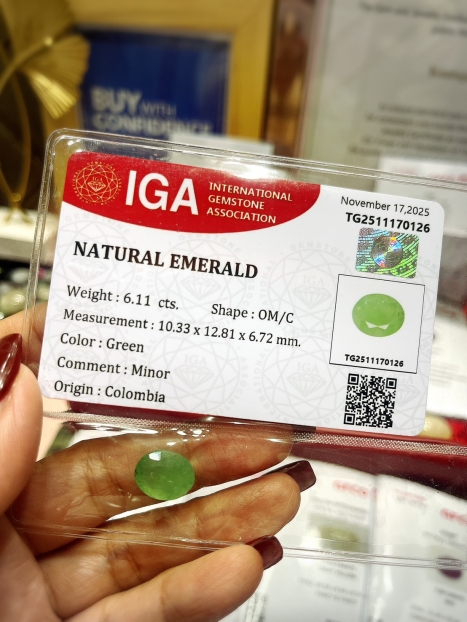 BUY WITH
CONFIDENCE
IGA
INTERNATIONAL
GEMSTONE
ASSOCIATION
November 17,2025
TG2511170126
NATURAL EMERALD
Weight : 6.11 cts.
Shape : OM/C
Measurement : 10.33 x 12.81 x 6.72 mm.
Color : Green
Comment : Minor
Origin : Colombia
TG2511170126